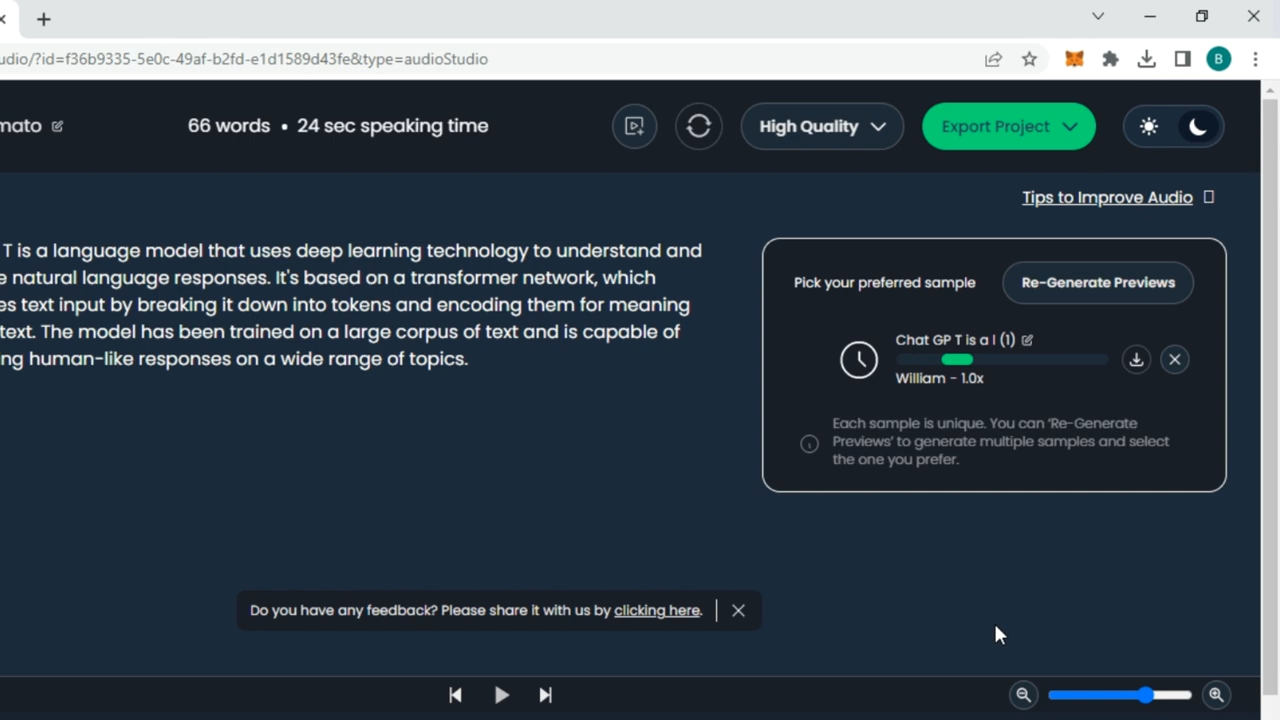 udio/?id=f36b9335-5e0c-49af-b2fd-e1d1589d43fe&type=audioStudio
B
mato
66 words • 24 sec speaking time
High Quality
Export Project
Tips to Improve Audio
T is a language model that uses deep learning technology to understand and
e natural language responses. It's based on a transformer network, which
es text input by breaking it down into tokens and encoding them for meaning
text. The model has been trained on a large corpus of text and is capable of
ng human-like responses on a wide range of topics.
Pick your preferred sample
Re-Generate Previews
Chat GP T is a l (1)
William - 1.0x
Each sample is unique. You can 'Re-Generate
Previews' to generate multiple samples and select
the one you prefer.
Do you have any feedback? Please share it with us by clicking here.